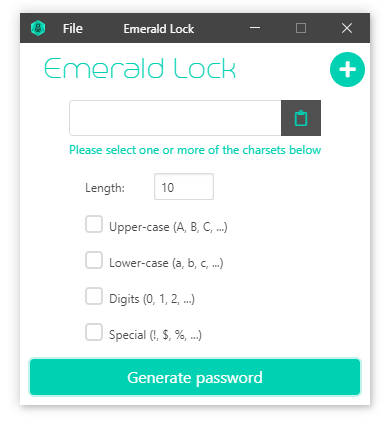 File Emerald Lock
Emerald Lock
Please select one or more of the charsets below
Length: 10
Upper-case (A, B, C, ...)
Lower-case (a, b, c, ...)
Digits (0, 1, 2, ...)
Special (!, $, %, ...)
Generate password